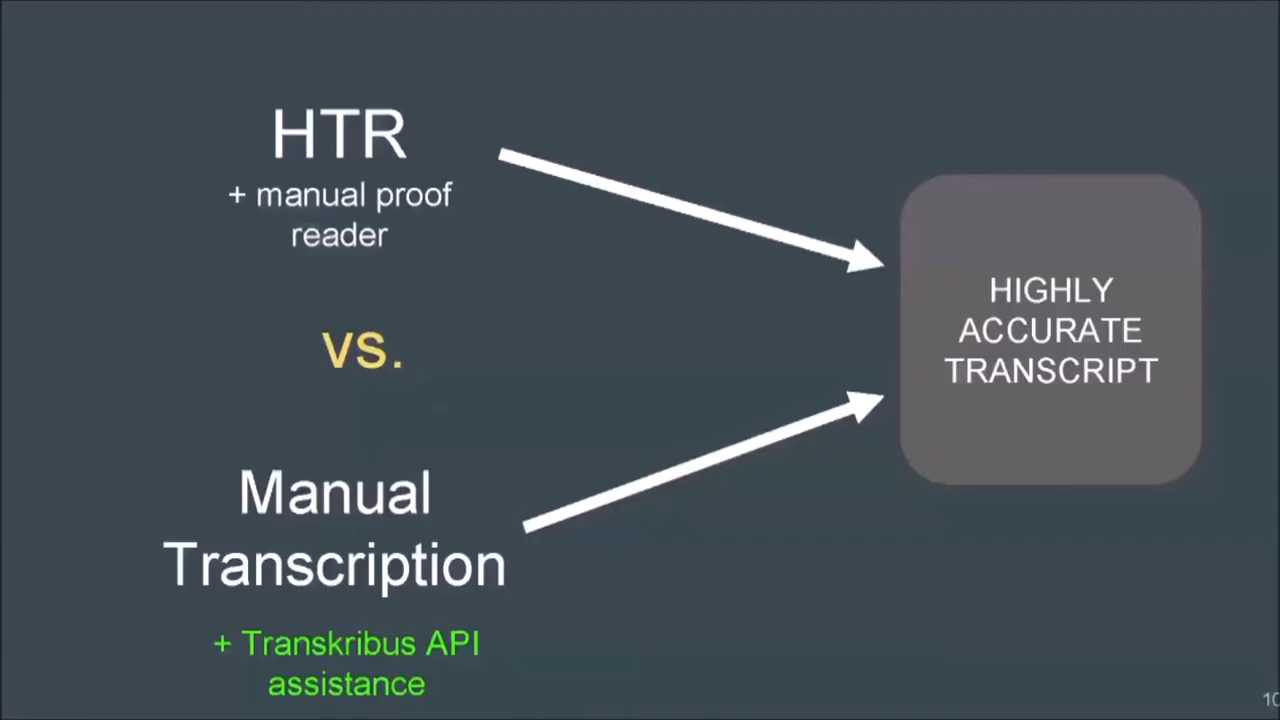 HTR
+ manual proof
reader
vs.
Manual
Transcription
+ Transkribus API
assistance
HIGHLY
ACCURATE
TRANSCRIPT